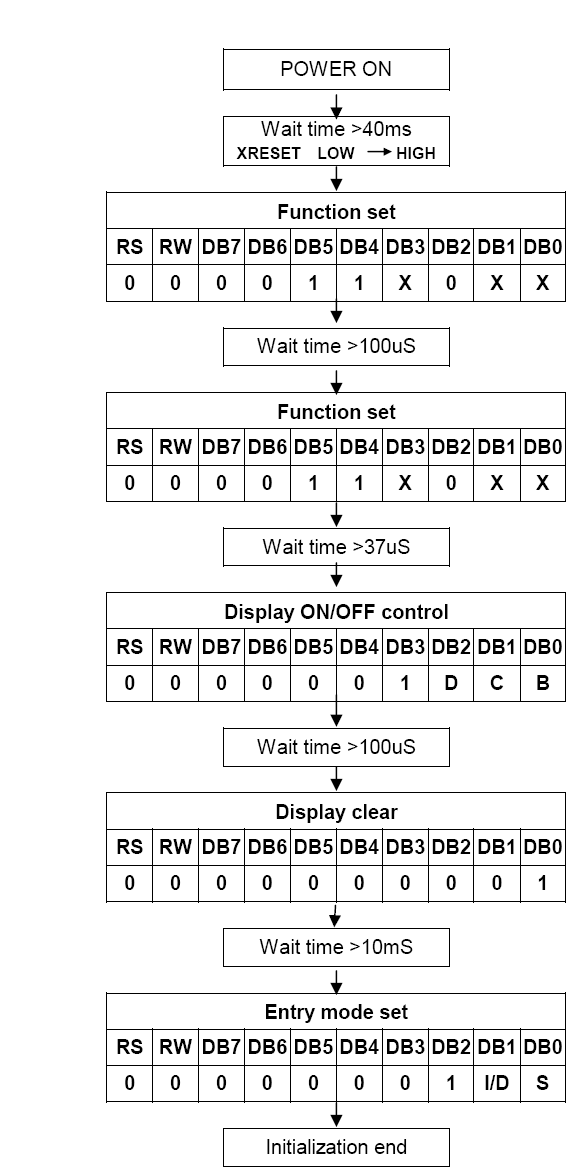 POWER ON
Wait time >40ms
XRESET LOW → HIGH
Function set
RS RW DB7 DB6 DB5 DB4 DB3 DB2 DB1 DB0
0 0 0 0 1 1 X 0 X X
Wait time >100uS
Function set
RS RW DB7 DB6 DB5 DB4 DB3 DB2 DB1 DB0
0 0 0 0 1 1 X 0 X X
Wait time >37uS
Display ON/OFF control
RS RW DB7 DB6 DB5 DB4 DB3 DB2 DB1 DB0
0 0 0 0 0 0 1 D C B
Wait time >100uS
Display clear
RS RW DB7 DB6 DB5 DB4 DB3 DB2 DB1 DB0
0 0 0 0 0 0 0 0 0 1
Wait time >10mS
Entry mode set
RS RW DB7 DB6 DB5 DB4 DB3 DB2 DB1 DB0
0 0 0 0 0 0 0 1 I/D S
Initialization end